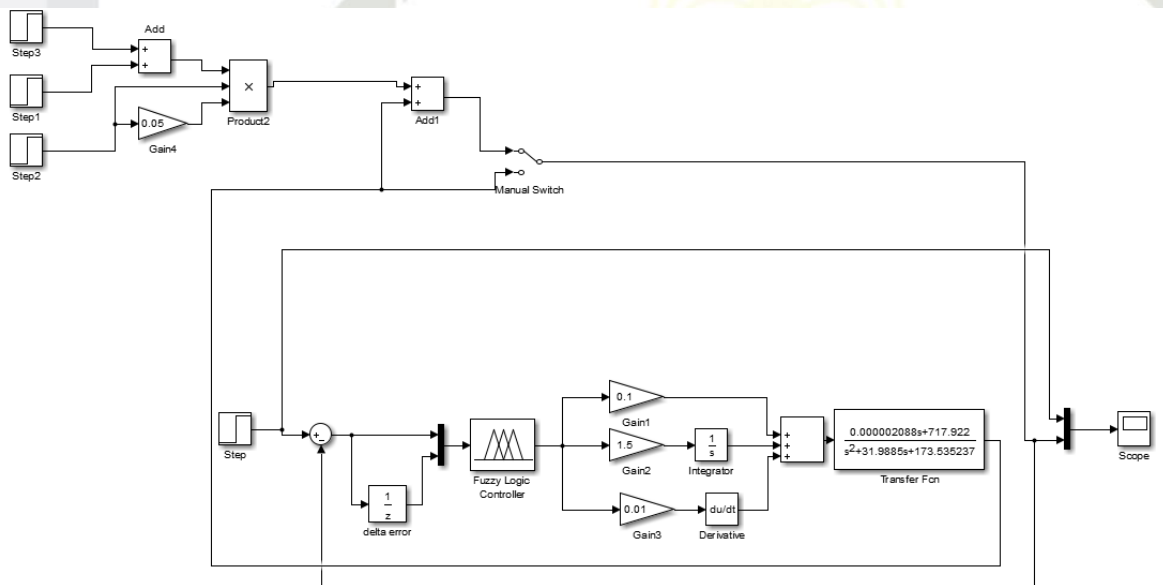 Add
+
+
Step3
×
+
+
Step1
Product2
Add1
0.05
Gain4
Step2
Manual Switch
0.1
Gain1
+
-
Step
1.5
1
s
+
+
+
0.000002088s+717.922
s²+31.9885s+173.535237
Gain2
Integrator
Transfer Fcn
Scope
Fuzzy Logic
Controller
1
z
delta error
0.01
du/dt
Gain3
Derivative